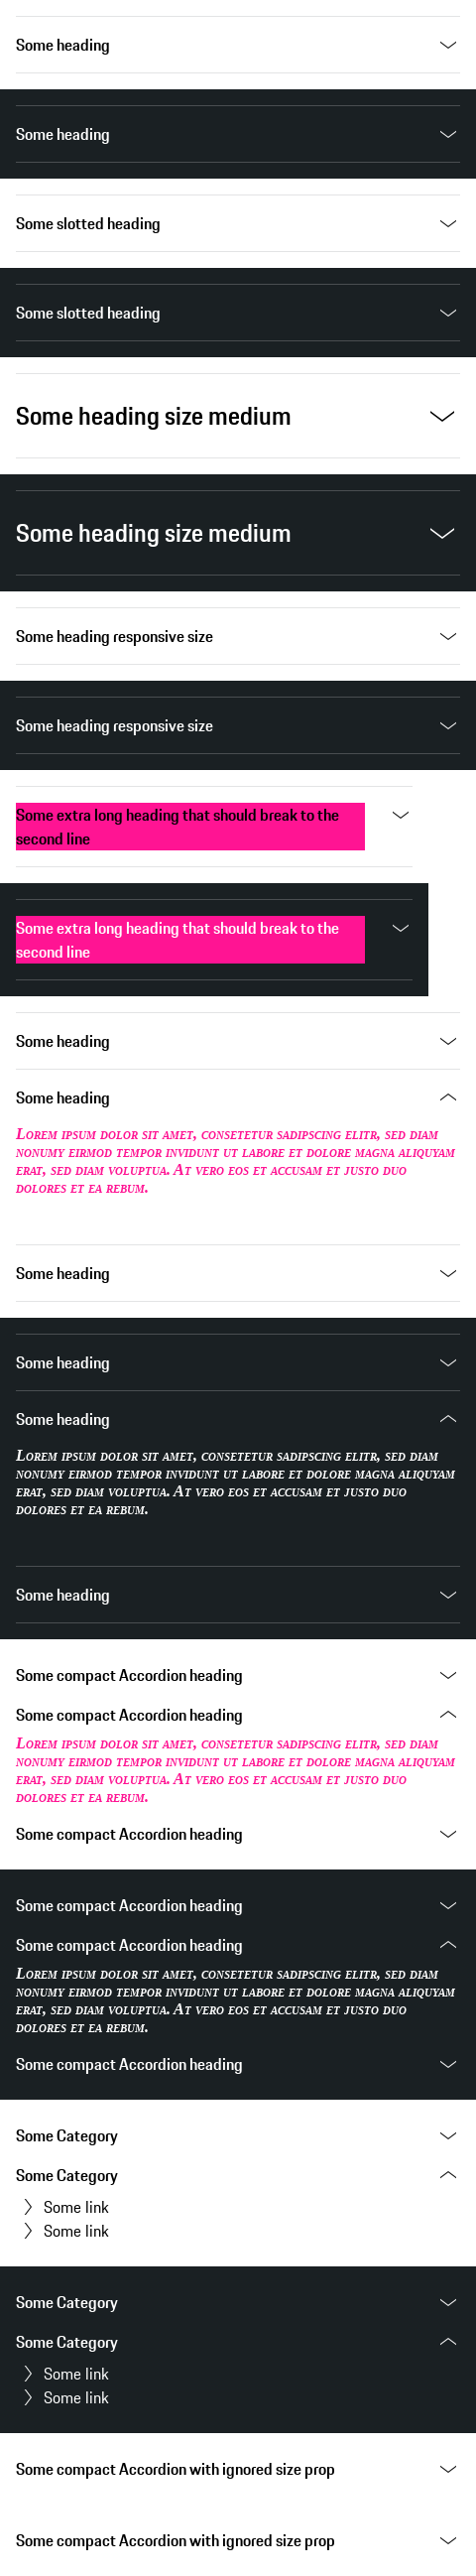 Some heading
Some heading
Some slotted heading
Some slotted heading
Some heading size medium
Some heading size medium
Some heading responsive size
Some heading responsive size
Some extra long heading that should break to the
second line
Some extra long heading that should break to the
second line
Some heading
Some heading
Lorem ipsum dolor sit amet, consetetur sadipscing elitr, sed diam
nonumy eirmod tempor invidunt ut labore et dolore magna aliquyam
erat, sed diam voluptua. At vero eos et accusam et justo duo
dolores et ea rebum.
Some heading
Some heading
Some heading
Lorem ipsum dolor sit amet, consetetur sadipscing elitr, sed diam
nonumy eirmod tempor invidunt ut labore et dolore magna aliquyam
erat, sed diam voluptua. At vero eos et accusam et justo duo
dolores et ea rebum.
Some heading
Some compact Accordion heading
Some compact Accordion heading
Lorem ipsum dolor sit amet, consetetur sadipscing elitr, sed diam
nonumy eirmod tempor invidunt ut labore et dolore magna aliquyam
erat, sed diam voluptua. At vero eos et accusam et justo duo
dolores et ea rebum.
Some compact Accordion heading
Some compact Accordion heading
Some compact Accordion heading
Lorem ipsum dolor sit amet, consetetur sadipscing elitr, sed diam
nonumy eirmod tempor invidunt ut labore et dolore magna aliquyam
erat, sed diam voluptua. At vero eos et accusam et justo duo
dolores et ea rebum.
Some compact Accordion heading
Some Category
Some Category
Some link
Some link
Some Category
Some Category
Some link
Some link
Some compact Accordion with ignored size prop
Some compact Accordion with ignored size prop